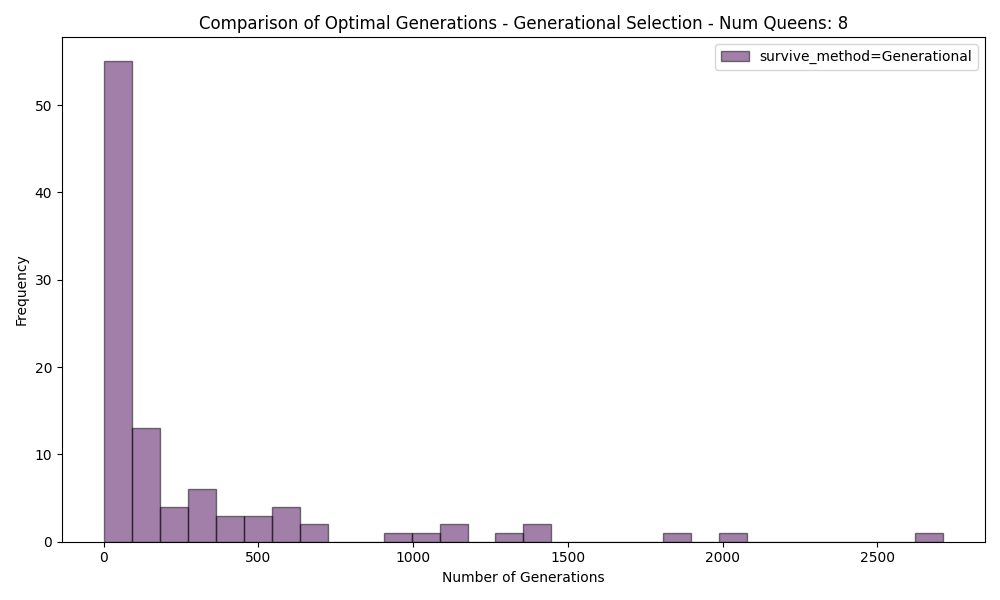 Comparison of Optimal Generations - Generational Selection - Num Queens: 8
survive_method=Generational
50
40
30
20
10
0
Frequency
0 500 1000 1500 2000 2500
Number of Generations